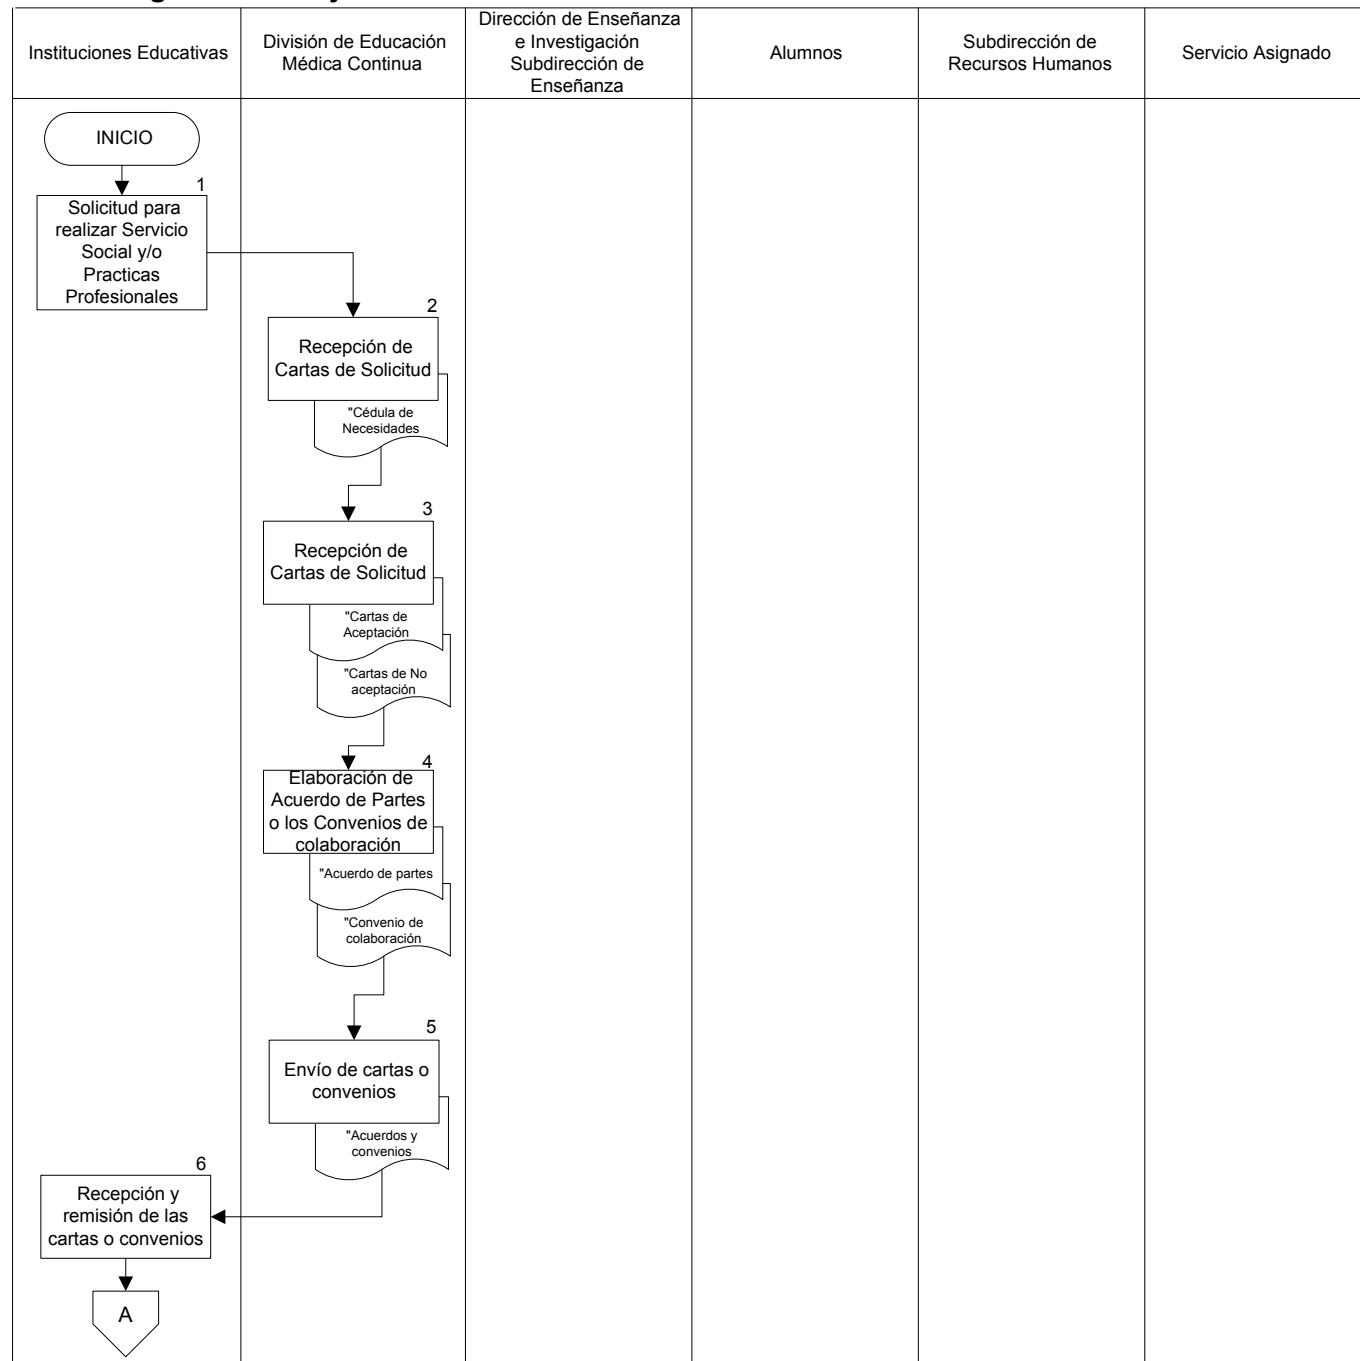 Instituciones Educativas
División de Educación
Médica Continua
Dirección de Enseñanza
e Investigación
Subdirección de
Enseñanza
Alumnos
Subdirección de
Recursos Humanos
Servicio Asignado
INICIO
1
Solicitud para
realizar Servicio
Social y/o
Practicas
Profesionales
2
Recepción de
Cartas de Solicitud
"Cédula de
Necesidades
3
Recepción de
Cartas de Solicitud
"Cartas de
Aceptación
"Cartas de No
aceptación
4
Elaboración de
Acuerdo de Partes
o los Convenios de
colaboración
"Acuerdo de partes
"Convenio de
colaboración
5
Envío de cartas o
convenios
"Acuerdos y
convenios
6
Recepción y
remisión de las
cartas o convenios
A